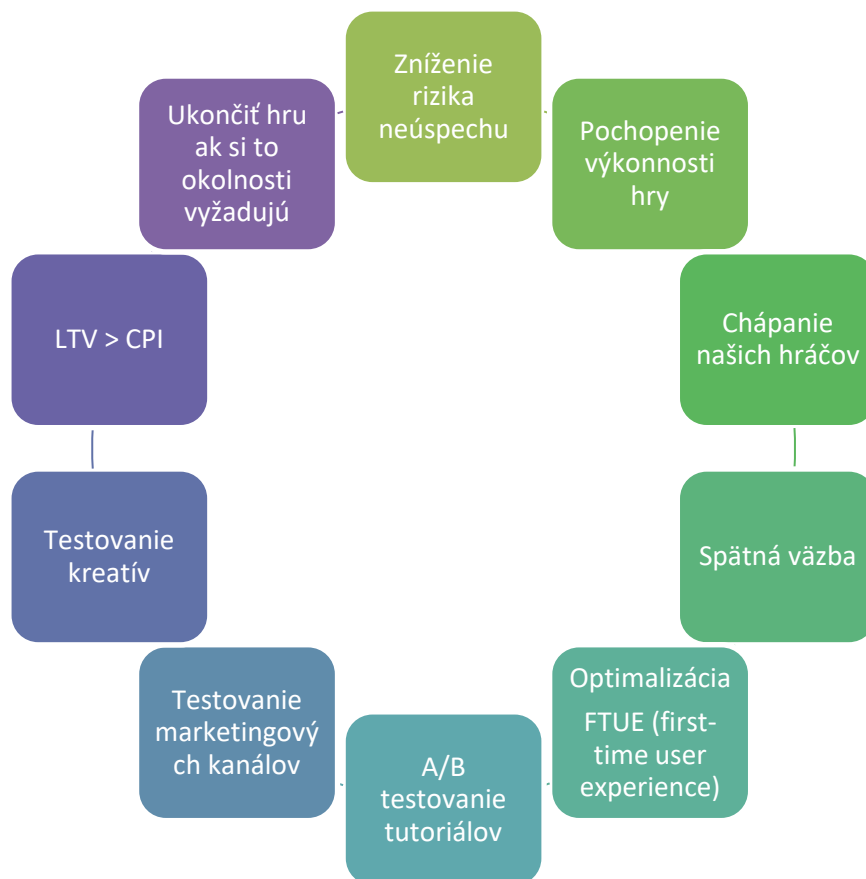 Zníženie
rizika
neúspechu
Pochopenie
výkonnosti
hry
Chápanie
našich hráčov
Spätná väzba
Optimalizácia
FTUE (first-
time user
experience)
A/B
testovanie
tutoriálov
Testovanie
marketingový
ch kanálov
Testovanie
kreatív
LTV > CPI
Ukončiť hru
ak si to
okolnosti
vyžadujú